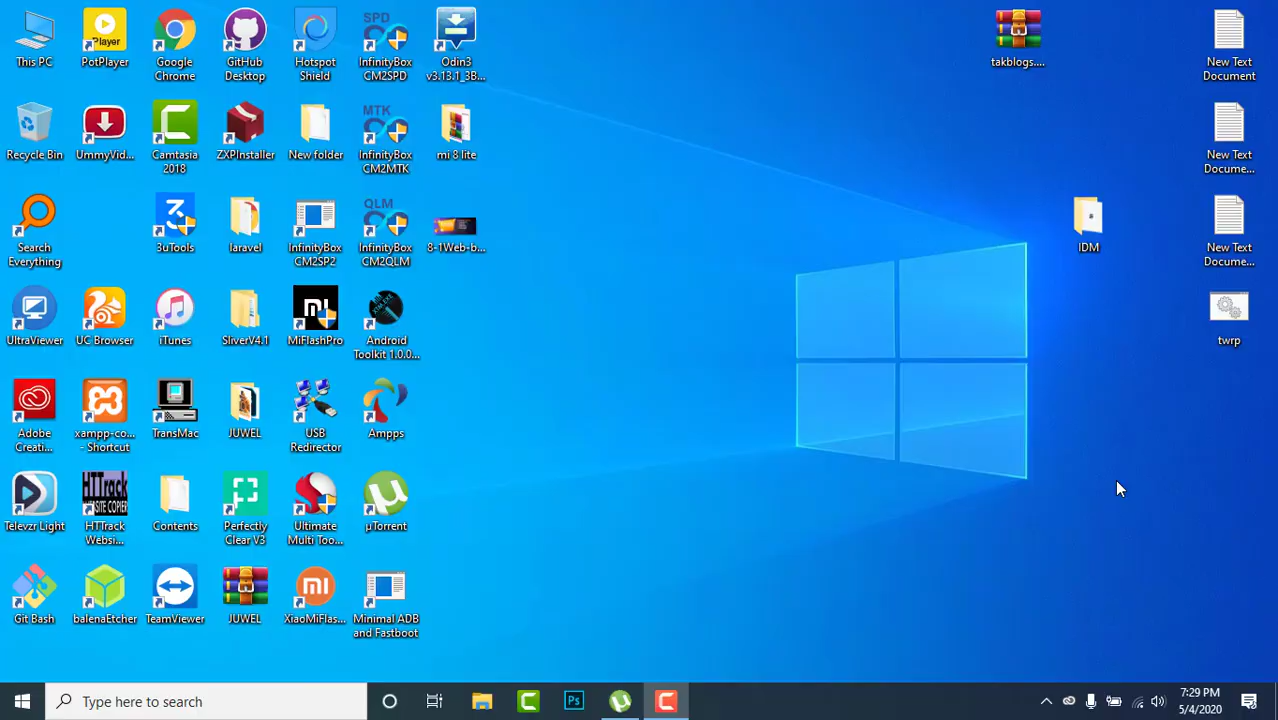 This PC
Player
PotPlayer
Google
Chrome
GitHub
Desktop
Hotspot
Shield
SPD
InfinityBox
CM2SPD
Odin3
v3.13.1_3B...
takblogs....
New Text
Document
Recycle Bin
UmmyVid...
Camtasia
2018
ZXPInstaller
New folder
MTK
InfinityBox
CM2MTK
mi 8 lite
New Text
Docume...
Search
Everything
3uTools
laravel
InfinityBox
CM2SP2
QLM
InfinityBox
CM2QLM
8-1Web-b...
IDM
New Text
Docume...
UltraViewer
UC Browser
iTunes
SliverV4.1
MiFlashPro
Android
Toolkit 1.0.0...
twrp
Adobe
Creati...
xampp-co...
- Shortcut
TransMac
JUWEL
USB
Redirector
Ampps
Televzr Light
HTTrack
WEBSITE COPIER
HTTrack
Websi...
Contents
Perfectly
Clear V3
Ultimate
Multi Too...
µTorrent
Git Bash
balenaEtcher
TeamViewer
JUWEL
XiaoMiFlas...
Minimal ADB
and Fastboot
Type here to search
Ps
7:29 PM
5/4/2020